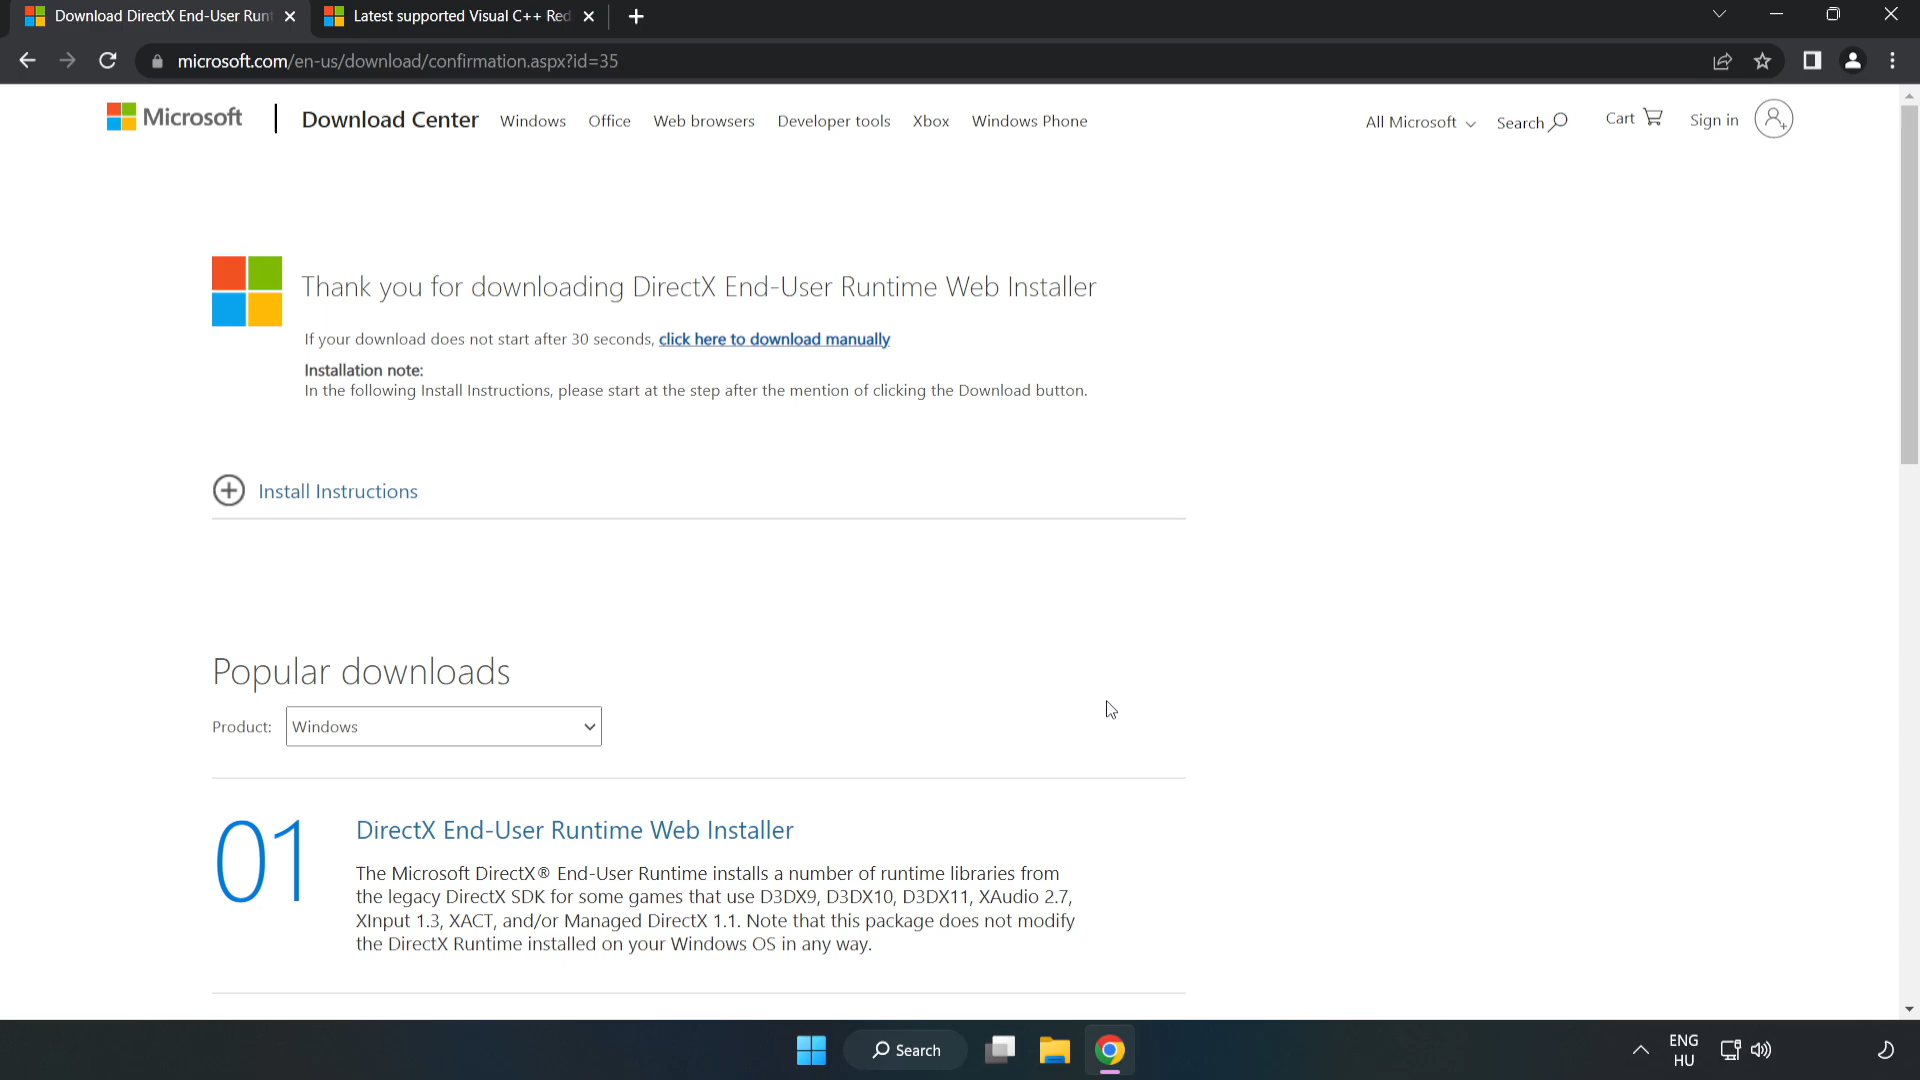 Download DirectX End-User Runt
Latest supported Visual C++ Red
microsoft.com/en-us/download/confirmation.aspx?id=35
Microsoft
Download Center
Windows
Office
Web browsers
Developer tools
Xbox
Windows Phone
All Microsoft
Search
Cart
Sign in
Thank you for downloading DirectX End-User Runtime Web Installer
If your download does not start after 30 seconds, click here to download manually
Installation note:
In the following Install Instructions, please start at the step after the mention of clicking the Download button.
Install Instructions
Popular downloads
Product:
Windows
01
DirectX End-User Runtime Web Installer
The Microsoft DirectX® End-User Runtime installs a number of runtime libraries from
the legacy DirectX SDK for some games that use D3DX9, D3DX10, D3DX11, XAudio 2.7,
XInput 1.3, XACT, and/or Managed DirectX 1.1. Note that this package does not modify
the DirectX Runtime installed on your Windows OS in any way.
Search
ENG
HU